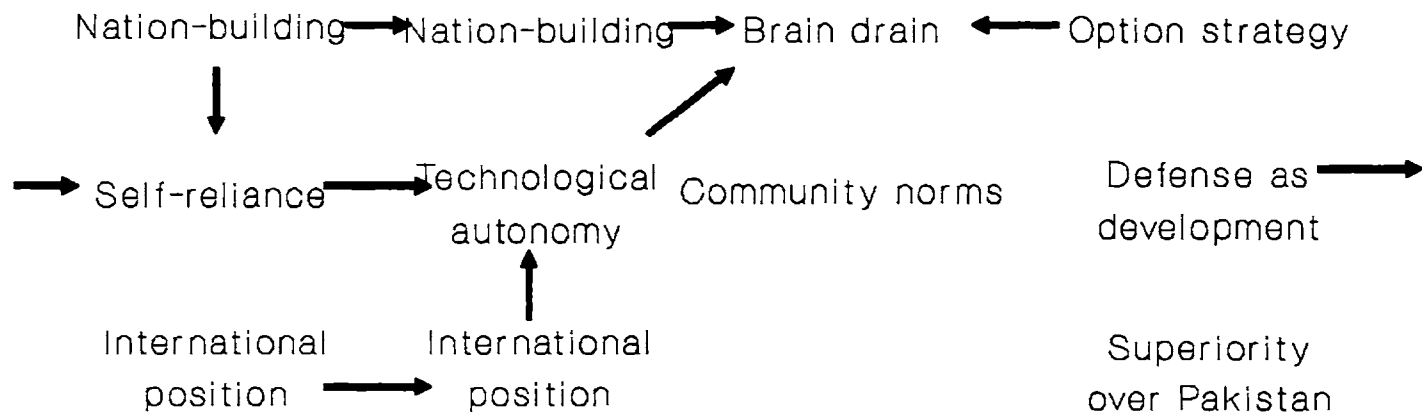 Nation-building Nation-building Brain drain Option strategy
Self-reliance Technological autonomy Community norms Defense as development
International position International position Superiority over Pakistan